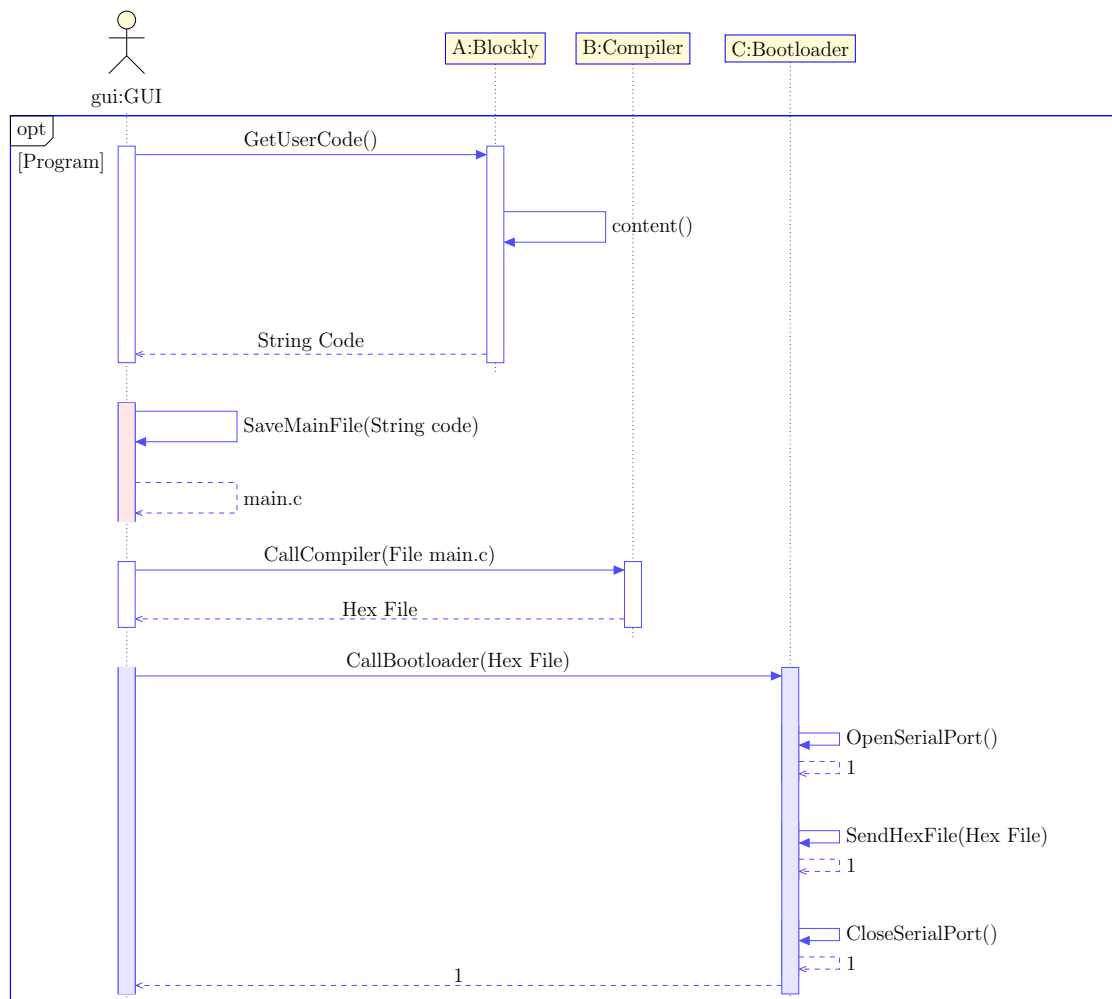 A:Blockly
B:Compiler
C:Bootloader
gui:GUI
opt
[Program]
GetUserCode()
content()
String Code
SaveMainFile(String code)
main.c
CallCompiler(File main.c)
Hex File
CallBootloader(Hex File)
OpenSerialPort()
1
SendHexFile(Hex File)
1
CloseSerialPort()
1
1